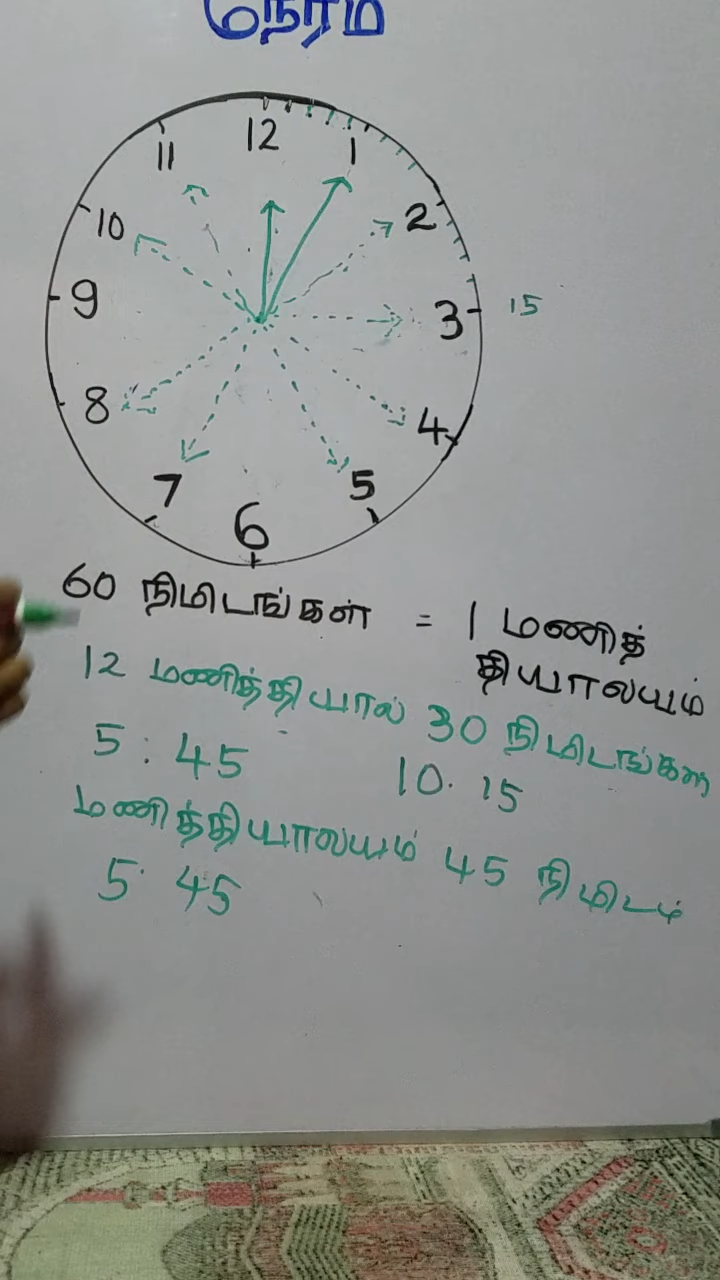 நேரம்
12
11
1
10
2
9
3
15
8
4
7
5
6
60 நிமிடங்கள் = 1 மணித்
தியாலயம்
12 மணித்தியால் 30 நிமிடங்கள
5 : 45
10. 15
மணித்தியாலயம் 45 நிமிடம்
5. 45